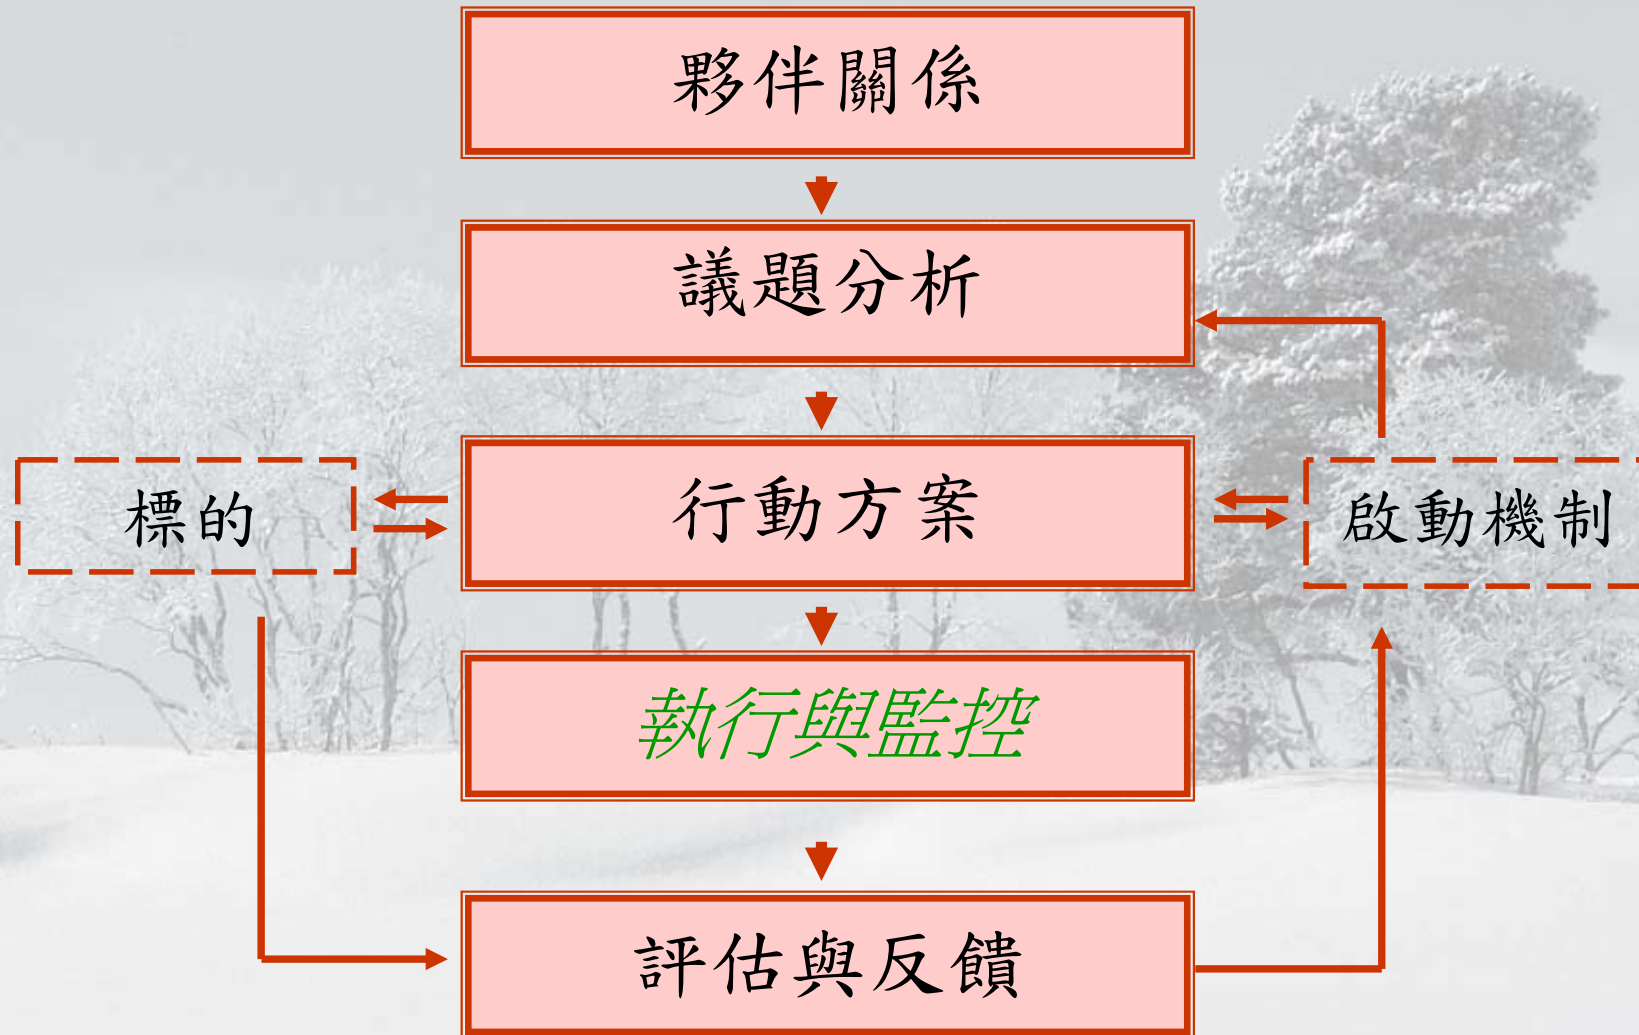 夥伴關係
議題分析
行動方案
標的
啟動機制
執行與監控
評估與反饋